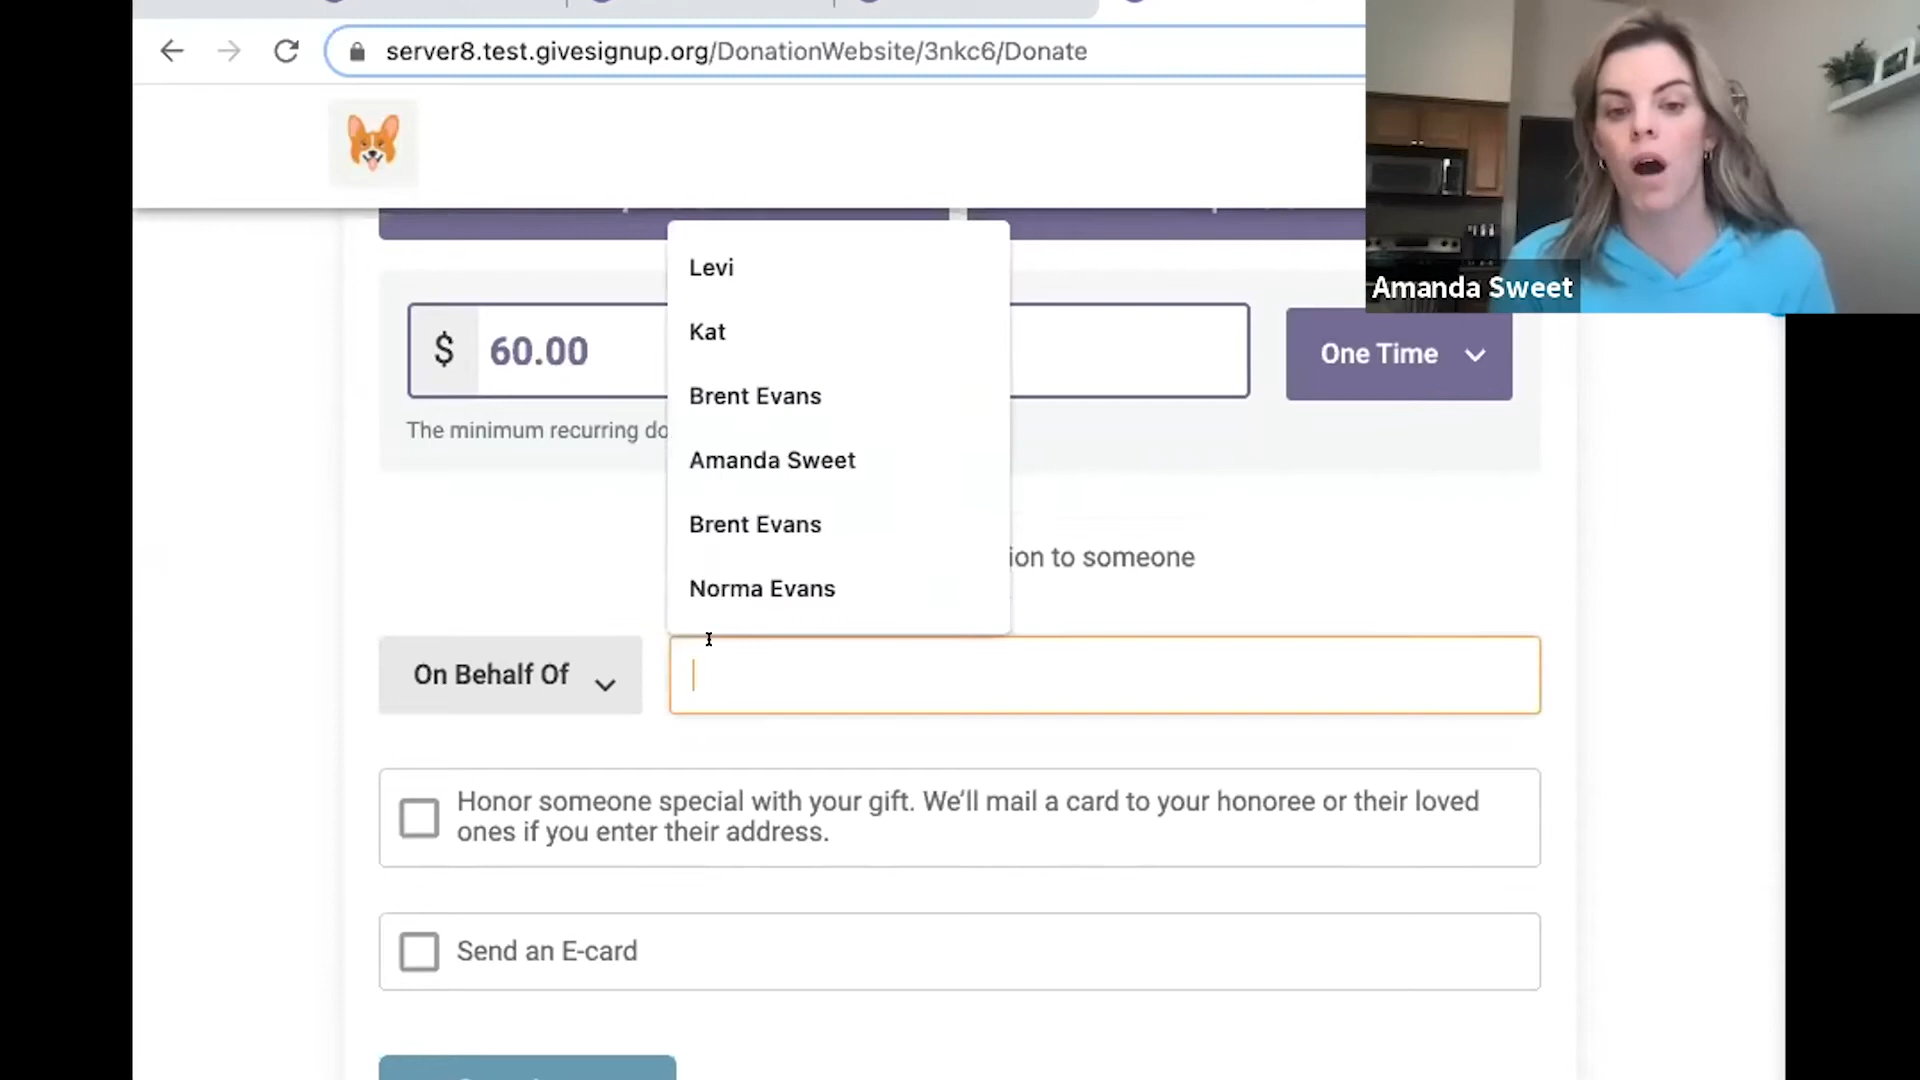 server8.test.givesignup.org/DonationWebsite/3nkc6/Donate
Amanda Sweet
Levi
Kat
Brent Evans
Amanda Sweet
Brent Evans
Norma Evans
$ 60.00
One Time
The minimum recurring do
ion to someone
On Behalf Of
Honor someone special with your gift. We’ll mail a card to your honoree or their loved
ones if you enter their address.
Send an E-card